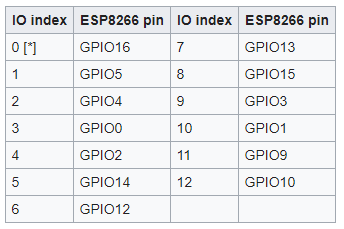 IO index ESP8266 pin IO index ESP8266 pin
0 [*] GPIO16 7 GPIO13
1 GPIO5 8 GPIO15
2 GPIO4 9 GPIO3
3 GPIO0 10 GPIO1
4 GPIO2 11 GPIO9
5 GPIO14 12 GPIO10
6 GPIO12